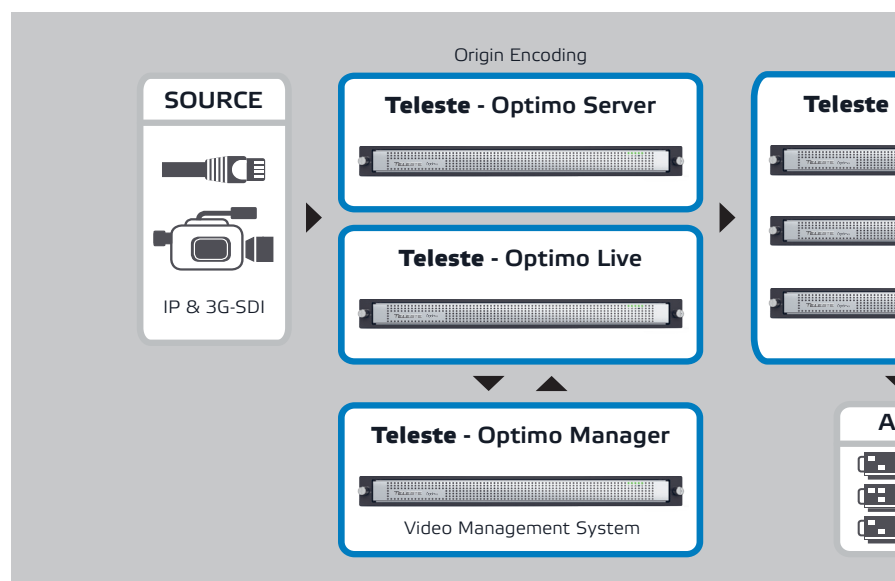 Origin Encoding
SOURCE
IP & 3G-SDI
Teleste - Optimo Server
Teleste - Optimo Live
Teleste - Optimo Manager
Video Management System
Teleste
A